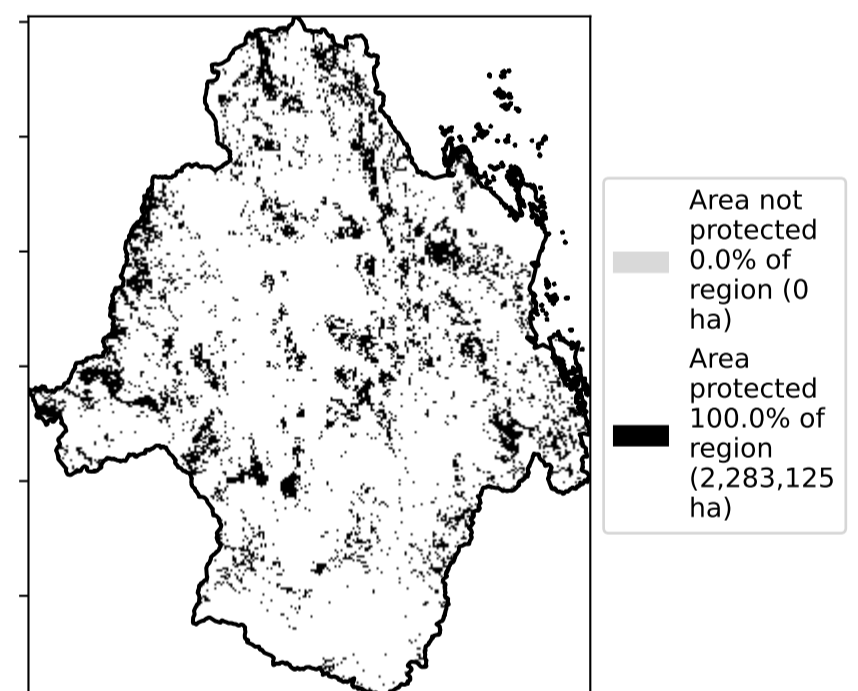 Area not
protected
0.0% of
region (0
ha)
Area
protected
100.0% of
region
(2,283,125
ha)